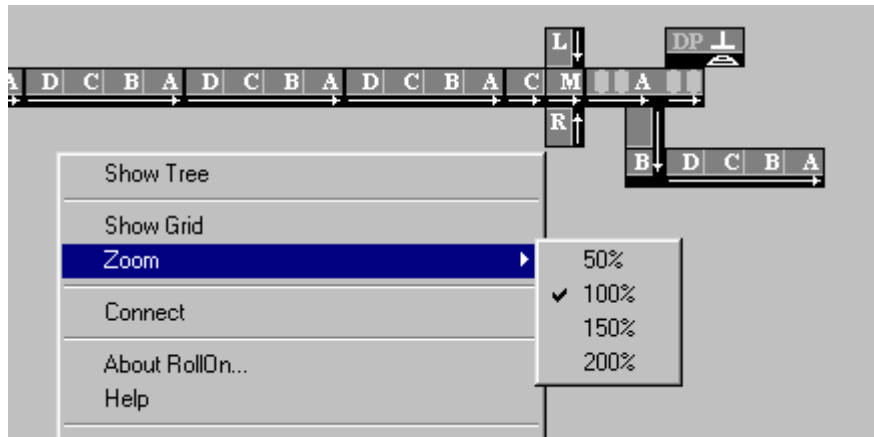 L
DP
A D C B A D C B A D C B A C M A
R
B D C B A
Show Tree
Show Grid
Zoom
50%
100%
Connect
150%
About RollOn...
200%
Help